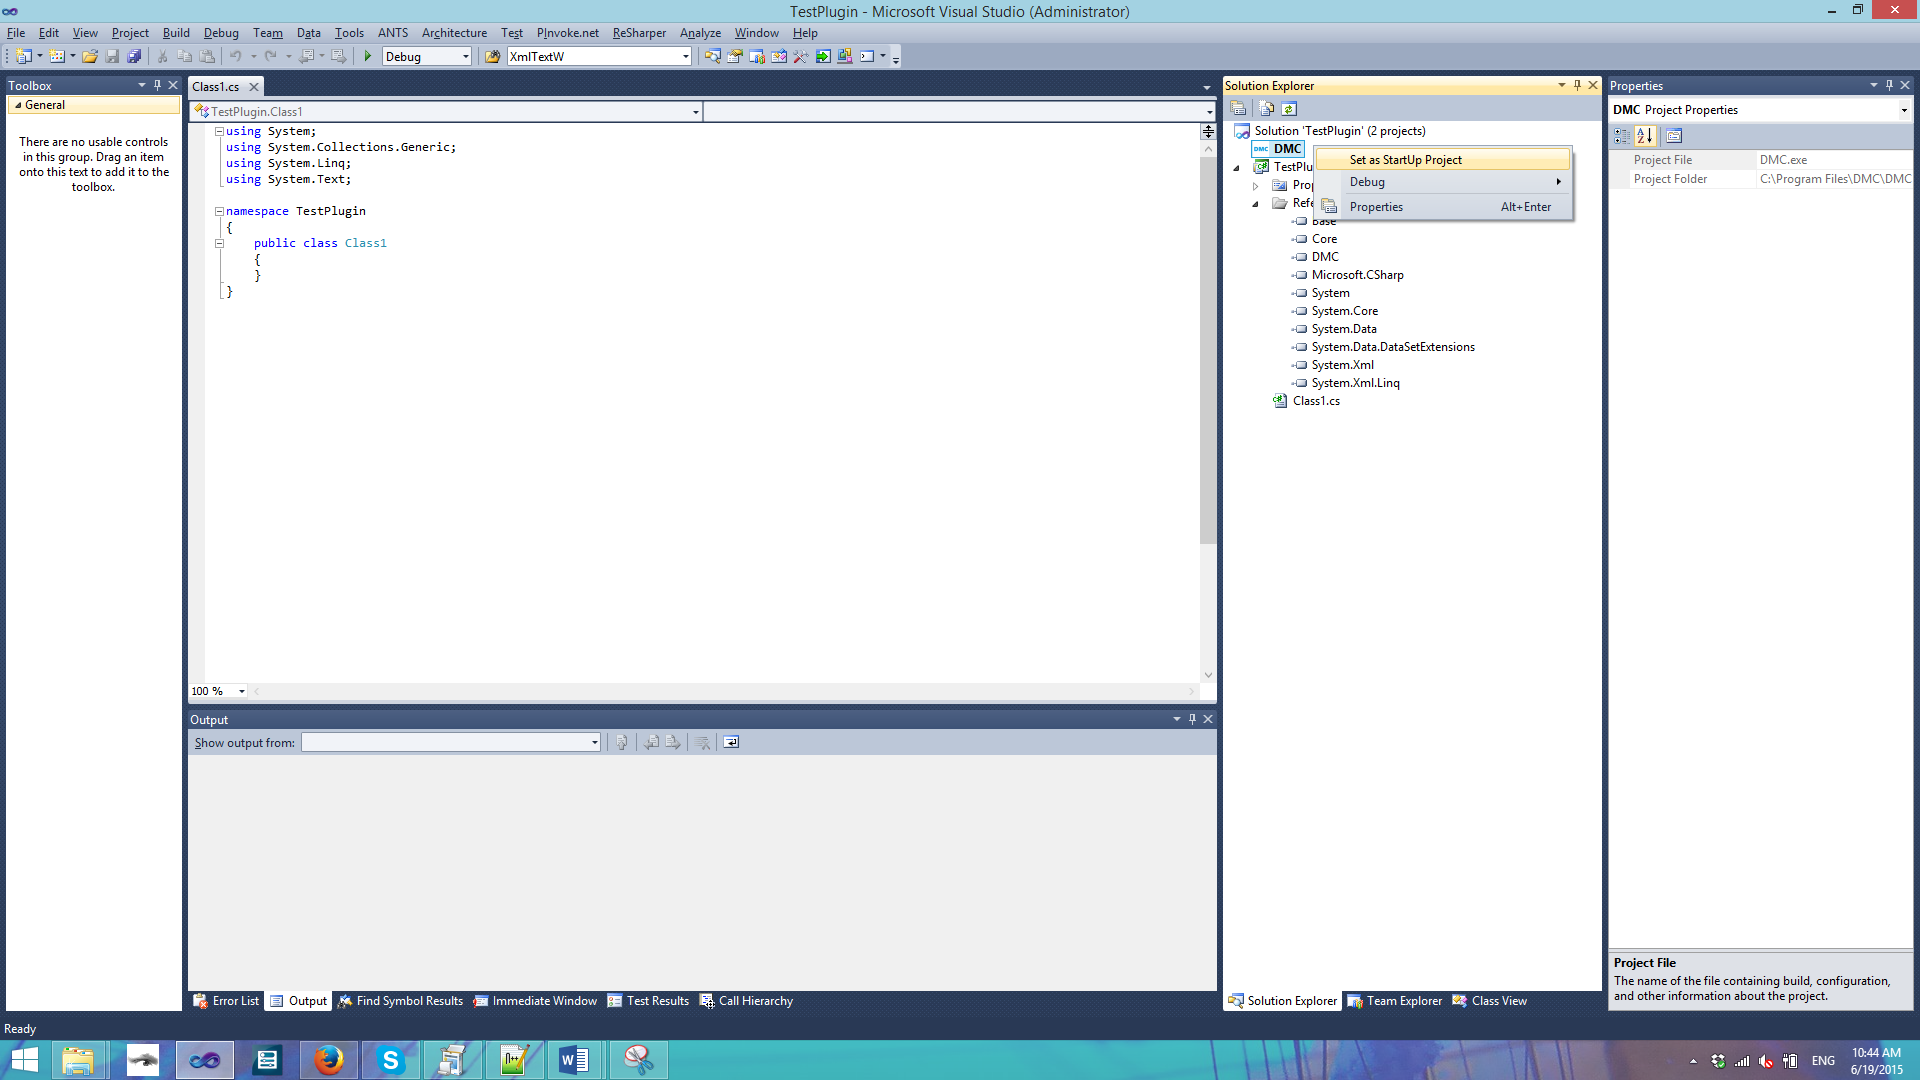 TestPlugin - Microsoft Visual Studio (Administrator)
File Edit View Project Build Debug Team Data Tools ANTS Architecture Test PInvoke.net ReSharper Analyze Window Help
Debug XmlTextW
Toolbox
General
There are no usable controls
in this group. Drag an item
onto this text to add it to the
toolbox.
Class1.cs
TestPlugin.Class1
using System;
using System.Collections.Generic;
using System.Linq;
using System.Text;
namespace TestPlugin
{
public class Class1
{
}
}
100 %
Output
Show output from:
Error List Output Find Symbol Results Immediate Window Test Results Call Hierarchy
Solution Explorer
Solution 'TestPlugin' (2 projects)
DMC DMC
TestPlu
Prop
Refe
Base
Core
DMC
Microsoft.CSharp
System
System.Core
System.Data
System.Data.DataSetExtensions
System.Xml
System.Xml.Linq
Class1.cs
Set as StartUp Project
Debug
Properties Alt+Enter
Solution Explorer Team Explorer Class View
Properties
DMC Project Properties
Project File DMC.exe
Project Folder C:\Program Files\DMC\DMC
Project File
The name of the file containing build, configuration,
and other information about the project.
Ready
ENG
10:44 AM
6/19/2015